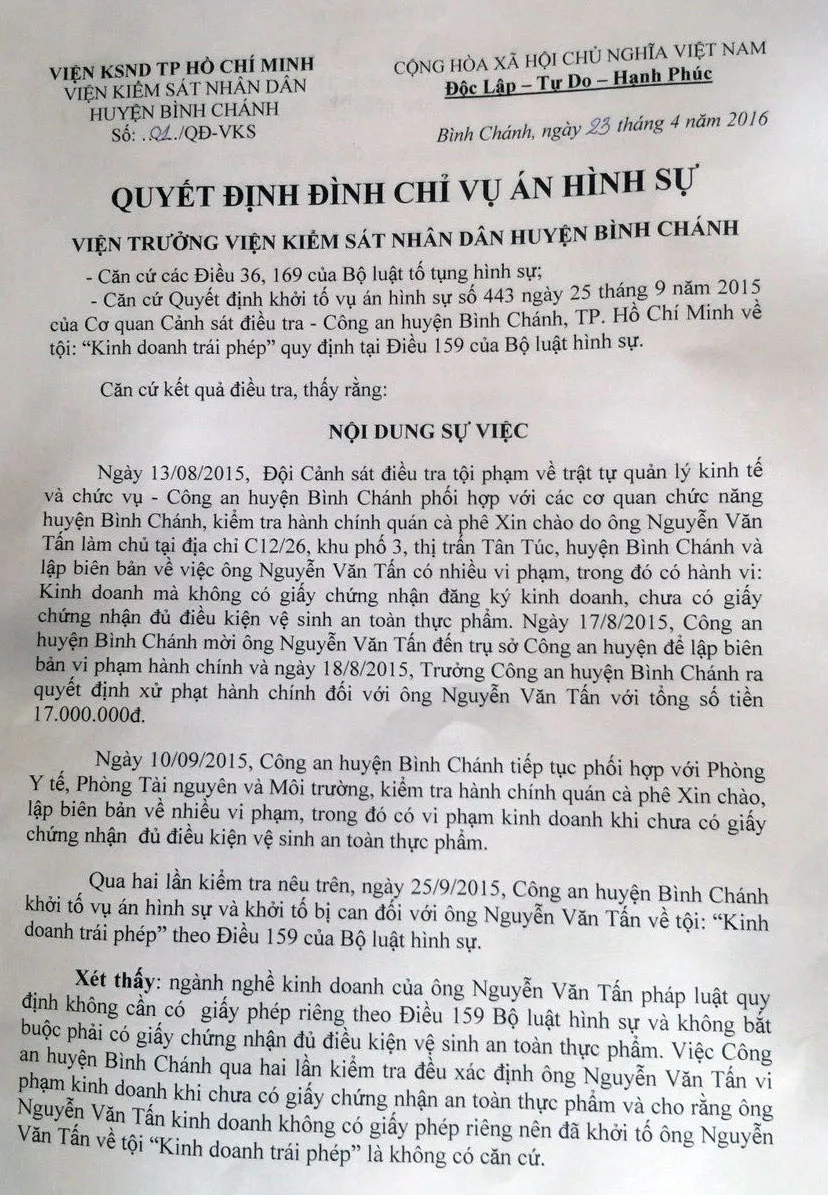 VIỆN KSND TP HỒ CHÍ MINH
VIỆN KIỂM SÁT NHÂN DÂN
HUYỆN BÌNH CHÁNH
Số: ..01../QĐ-VKS
CỘNG HÒA XÃ HỘI CHỦ NGHĨA VIỆT NAM
Độc Lập – Tự Do – Hạnh Phúc
Bình Chánh, ngày 23 tháng 4 năm 2016
QUYẾT ĐỊNH ĐÌNH CHỈ VỤ ÁN HÌNH SỰ
VIỆN TRƯỞNG VIỆN KIỂM SÁT NHÂN DÂN HUYỆN BÌNH CHÁNH
- Căn cứ các Điều 36, 169 của Bộ luật tố tụng hình sự;
- Căn cứ Quyết định khởi tố vụ án hình sự số 443 ngày 25 tháng 9 năm 2015
của Cơ quan Cảnh sát điều tra - Công an huyện Bình Chánh, TP. Hồ Chí Minh về
tội: “Kinh doanh trái phép” quy định tại Điều 159 của Bộ luật hình sự.
Căn cứ kết quả điều tra, thấy rằng:
NỘI DUNG SỰ VIỆC
Ngày 13/08/2015, Đội Cảnh sát điều tra tội phạm về trật tự quản lý kinh tế
và chức vụ - Công an huyện Bình Chánh phối hợp với các cơ quan chức năng
huyện Bình Chánh, kiểm tra hành chính quán cà phê Xin chào do ông Nguyễn Văn
Tấn làm chủ tại địa chỉ C12/26, khu phố 3, thị trấn Tân Túc, huyện Bình Chánh và
lập biên bản về việc ông Nguyễn Văn Tấn có nhiều vi phạm, trong đó có hành vi:
Kinh doanh mà không có giấy chứng nhận đăng ký kinh doanh, chưa có giấy
chứng nhận đủ điều kiện vệ sinh an toàn thực phẩm. Ngày 17/8/2015, Công an
huyện Bình Chánh mời ông Nguyễn Văn Tấn đến trụ sở Công an huyện để lập biên
bản vi phạm hành chính và ngày 18/8/2015, Trưởng Công an huyện Bình Chánh ra
quyết định xử phạt hành chính đối với ông Nguyễn Văn Tấn với tổng số tiền
17.000.000đ.
Ngày 10/09/2015, Công an huyện Bình Chánh tiếp tục phối hợp với Phòng
Y tế, Phòng Tài nguyên và Môi trường, kiểm tra hành chính quán cà phê Xin chào,
lập biên bản về nhiều vi phạm, trong đó có vi phạm kinh doanh khi chưa có giấy
chứng nhận đủ điều kiện vệ sinh an toàn thực phẩm.
Qua hai lần kiểm tra nêu trên, ngày 25/9/2015, Công an huyện Bình Chánh
khởi tố vụ án hình sự và khởi tố bị can đối với ông Nguyễn Văn Tấn về tội: “Kinh
doanh trái phép” theo Điều 159 của Bộ luật hình sự.
Xét thấy: ngành nghề kinh doanh của ông Nguyễn Văn Tấn pháp luật quy
định không cần có giấy phép riêng theo Điều 159 Bộ luật hình sự và không bắt
buộc phải có giấy chứng nhận đủ điều kiện vệ sinh an toàn thực phẩm. Việc Công
an huyện Bình Chánh qua hai lần kiểm tra đều xác định ông Nguyễn Văn Tấn vi
phạm kinh doanh khi chưa có giấy chứng nhận an toàn thực phẩm và cho rằng ông
Nguyễn Văn Tấn kinh doanh không có giấy phép riêng nên đã khởi tố ông Nguyễn
Văn Tấn về tội “Kinh doanh trái phép” là không có căn cứ.